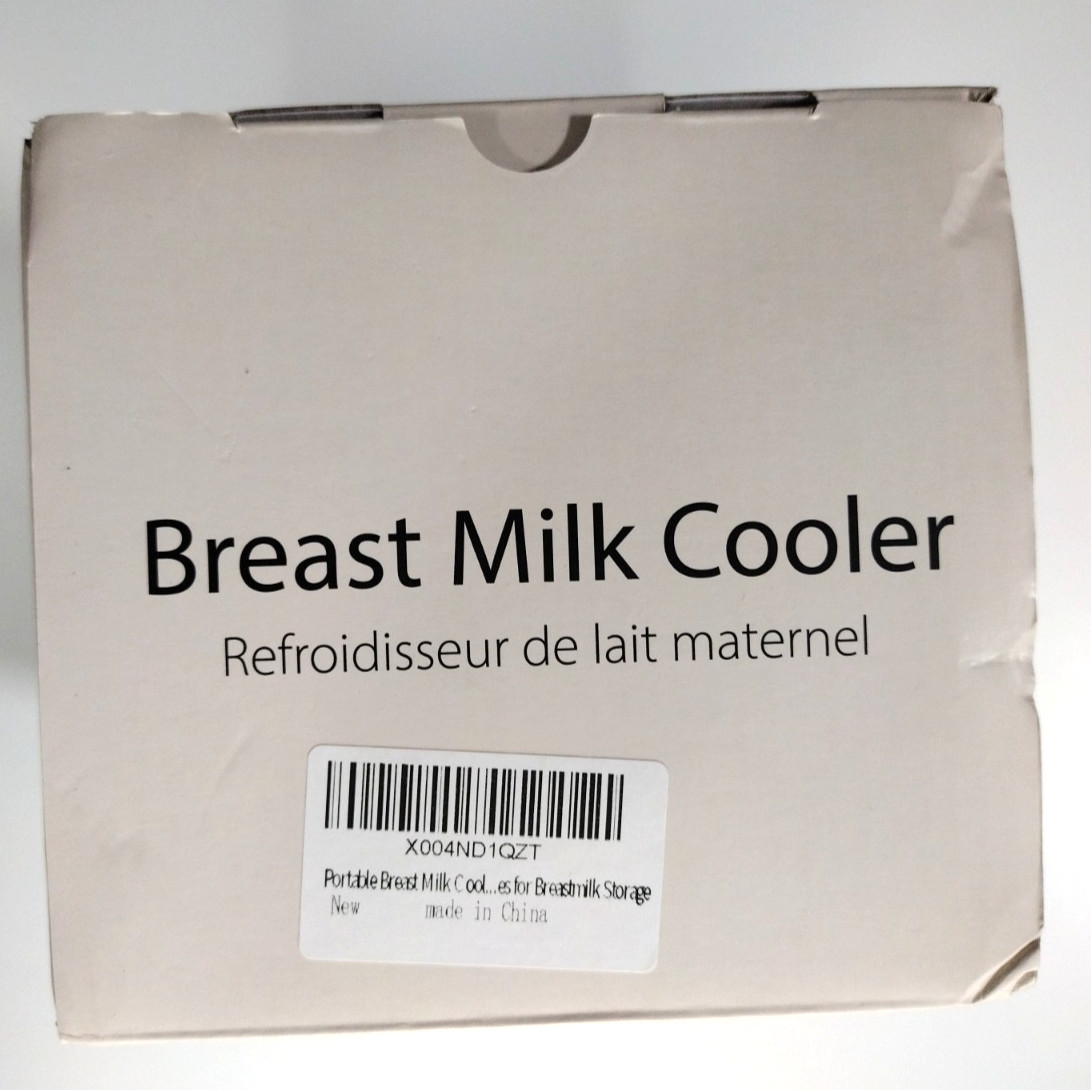 Breast Milk Cooler
Refroidisseur de lait maternel
X004ND1QZT
Portable Breast Milk Cool...es for Breastmilk Storage
New made in China